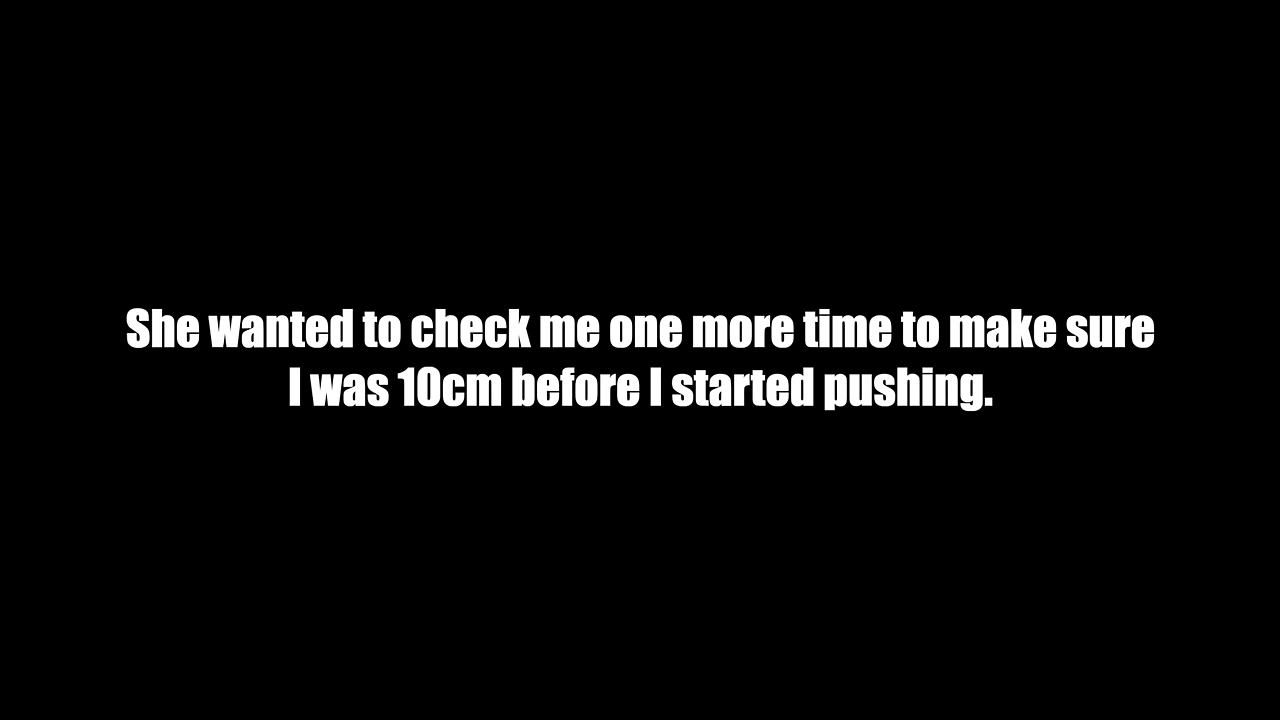 She wanted to check me one more time to make sure
I was 10cm before I started pushing.